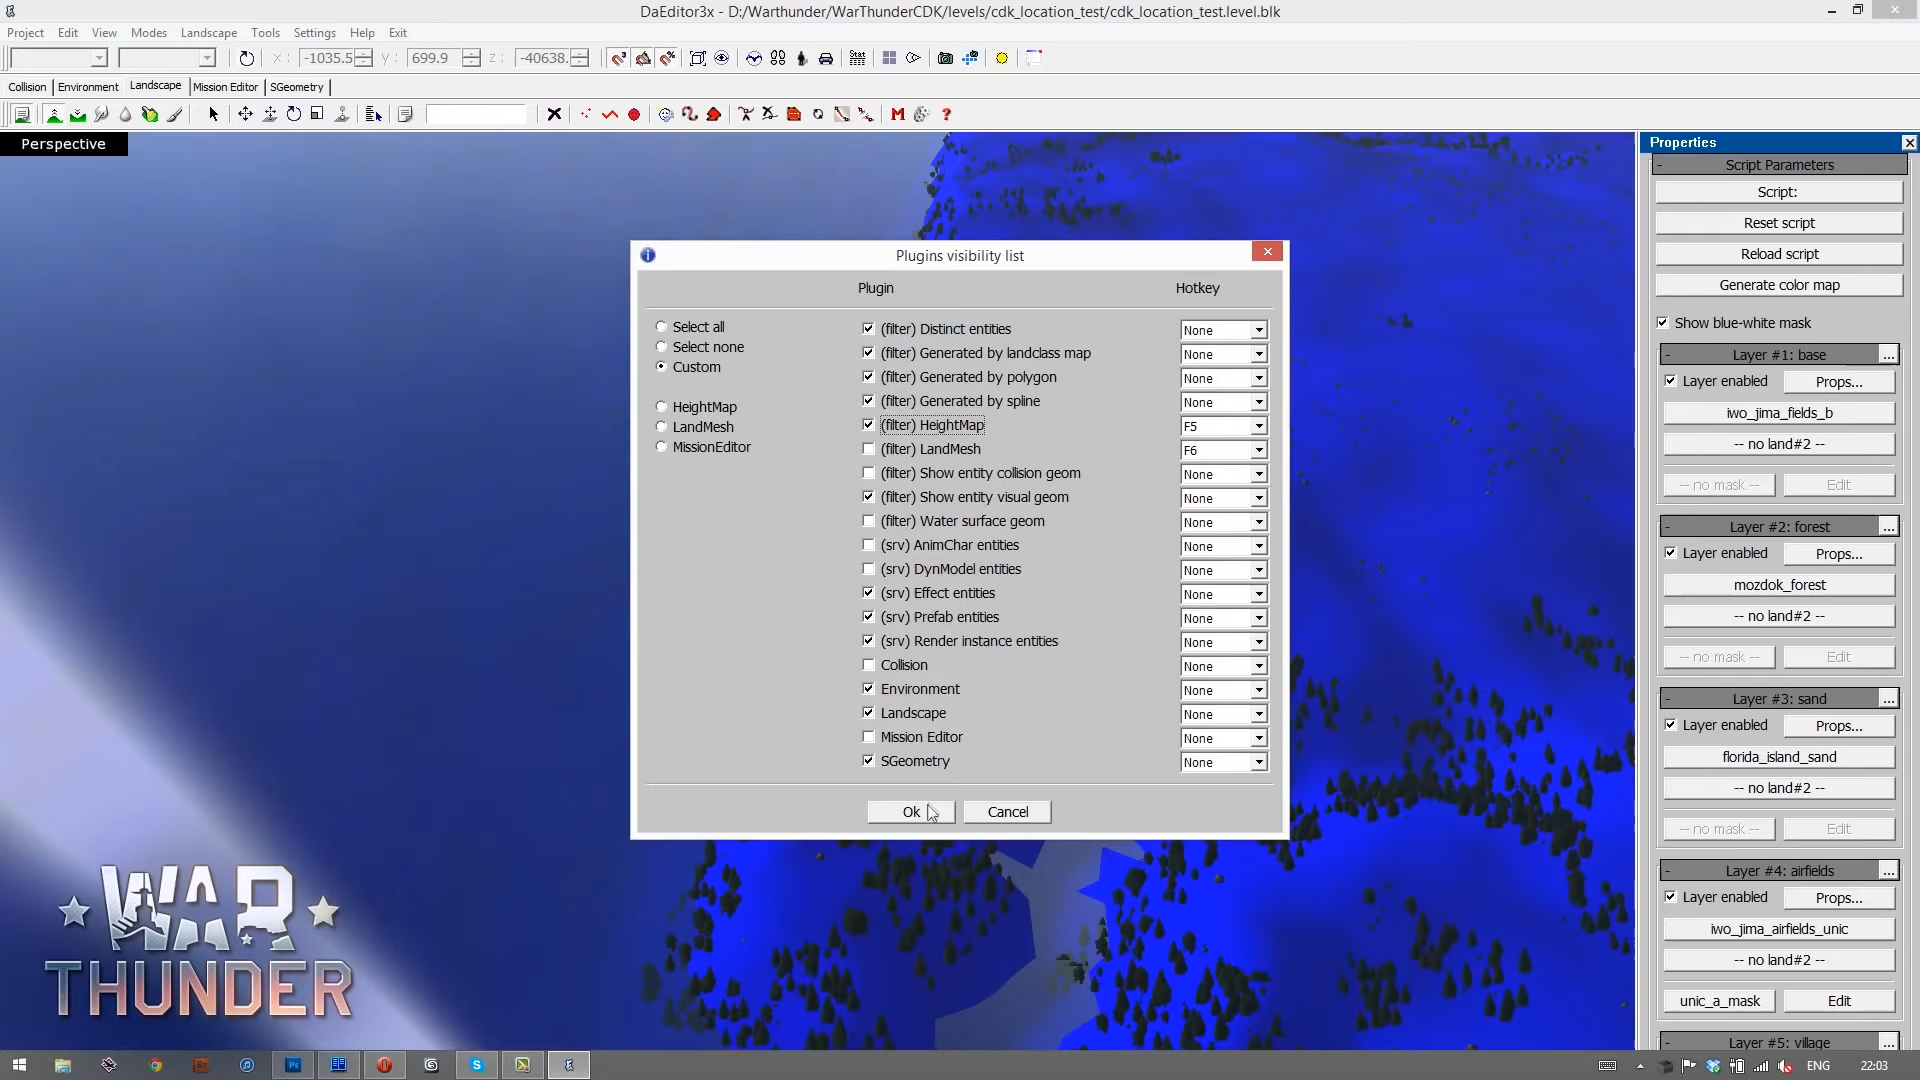 DaEditor3x - D:/Warthunder/WarThunderCDK/levels/cdk_location_test/cdk_location_test.level.blk
Project Edit View Modes Landscape Tools Settings Help Exit
x : -1035.5 y : 699.9 z : -40638. Stat
Collision Environment Landscape Mission Editor SGeometry
M ?
Perspective
Properties
- Script Parameters
Script:
Reset script
Reload script
Generate color map
Show blue-white mask
- Layer #1: base ...
Layer enabled Props...
iwo_jima_fields_b
-- no land#2 --
-- no mask -- Edit
- Layer #2: forest ...
Layer enabled Props...
mozdok_forest
-- no land#2 --
-- no mask -- Edit
- Layer #3: sand ...
Layer enabled Props...
florida_island_sand
-- no land#2 --
-- no mask -- Edit
- Layer #4: airfields ...
Layer enabled Props...
iwo_jima_airfields_unic
-- no land#2 --
unic_a_mask Edit
- Layer #5: village ...
Plugins visibility list
Plugin Hotkey
Select all
Select none
Custom
HeightMap
LandMesh
MissionEditor
(filter) Distinct entities None
(filter) Generated by landclass map None
(filter) Generated by polygon None
(filter) Generated by spline None
(filter) HeightMap F5
(filter) LandMesh F6
(filter) Show entity collision geom None
(filter) Show entity visual geom None
(filter) Water surface geom None
(srv) AnimChar entities None
(srv) DynModel entities None
(srv) Effect entities None
(srv) Prefab entities None
(srv) Render instance entities None
Collision None
Environment None
Landscape None
Mission Editor None
SGeometry None
Ok Cancel
WAR
THUNDER
Br Ps S
ENG 22:03